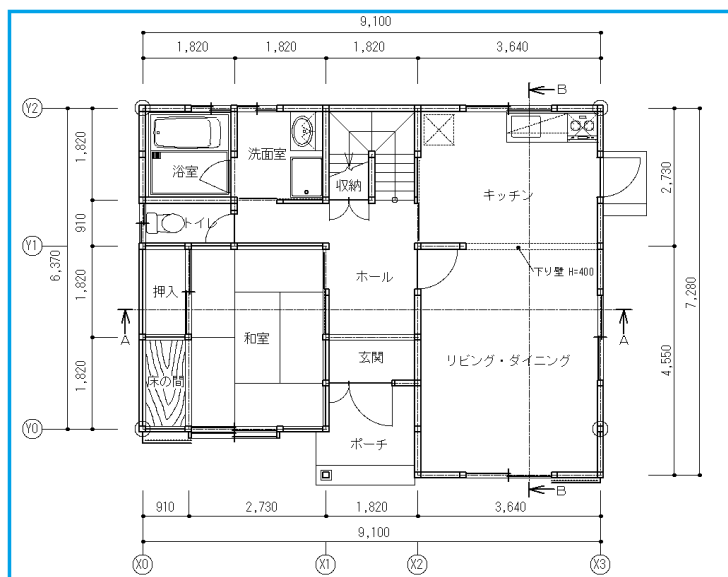 9,100
1,820
1,820
1,820
3,640
B
Y2
洗面室
浴室
収納
キッチン
1,820
2,730
トイレ
910
Y1
6,370
7,280
ホール
下り壁 H=400
押入
1,820
A
和室
A
玄関
リビング・ダイニング
床の間
1,820
4,550
Y0
ポーチ
B
910
2,730
1,820
3,640
9,100
X0
X1
X2
X3